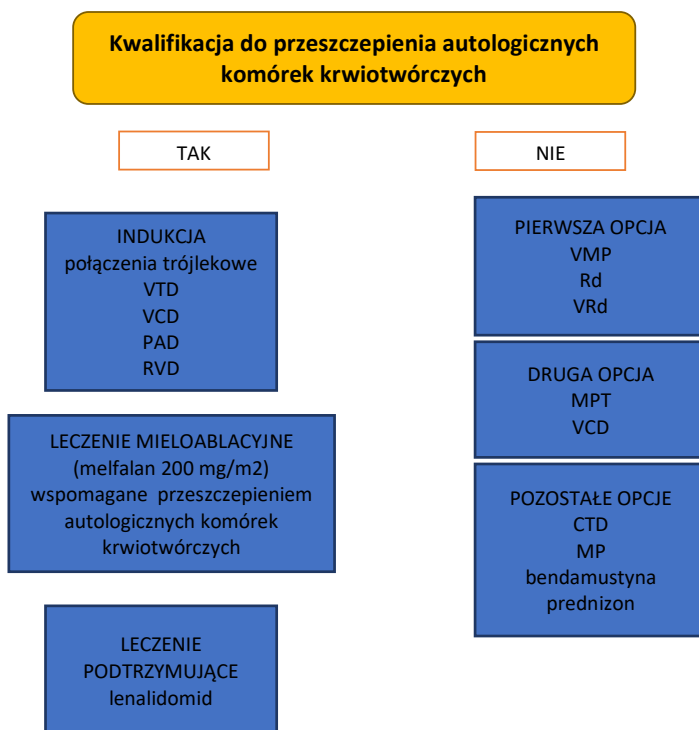 Kwalifikacja do przeszczepienia autologicznych
komórek krwiotwórczych
TAK
INDUKCJA
połączenia trójlekowe
VTD
VCD
PAD
RVD
LECZENIE MIELOABLACYJNE
(melfalan 200 mg/m2)
wspomagane przeszczepieniem
autologicznych komórek
krwiotwórczych
LECZENIE
PODTRZYMUJĄCE
lenalidomid
NIE
PIERWSZA OPCJA
VMP
Rd
VRd
DRUGA OPCJA
MPT
VCD
POZOSTAŁE OPCJE
CTD
MP
bendamustyna
prednizon